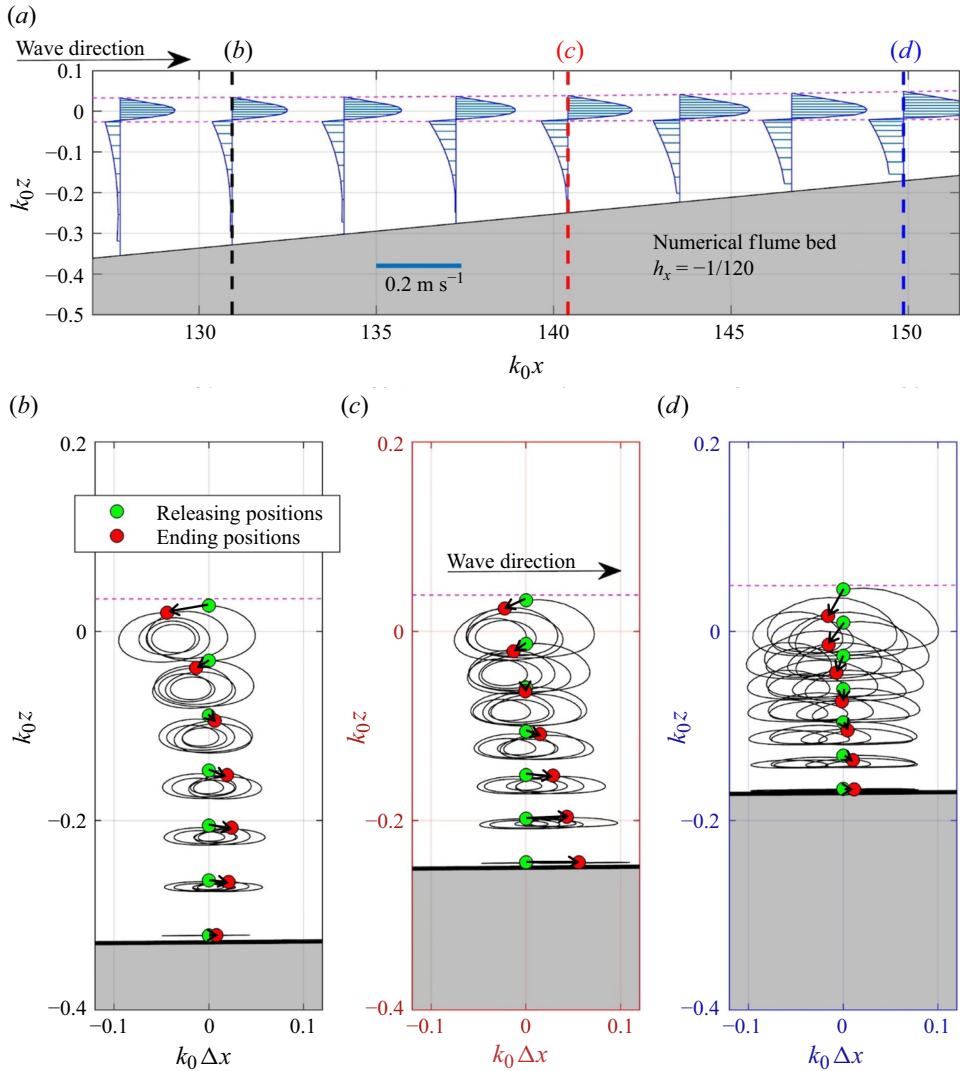 (a)
Wave direction
(b)
(c)
(d)
0.1
0
−0.1
−0.2
−0.3
−0.4
−0.5
k0z
Numerical flume bed
hx = −1/120
0.2 m s−1
130
135
140
145
150
k0x
(b)
(c)
(d)
0.2
0
−0.2
−0.4
k0z
Releasing positions
Ending positions
−0.1
0
0.1
k0Δx
0.2
0
−0.2
−0.4
k0z
Wave direction
−0.1
0
0.1
k0Δx
0.2
0
−0.2
−0.4
k0z
−0.1
0
0.1
k0Δx